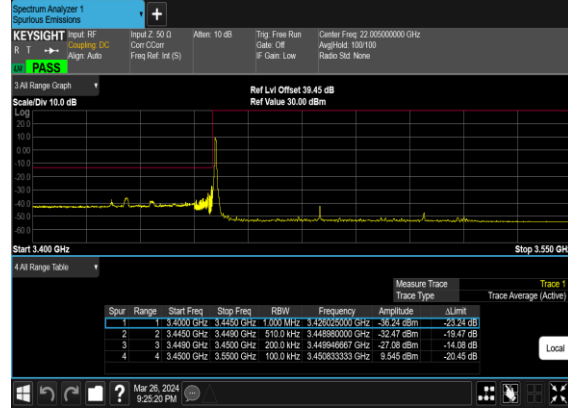 Spectrum Analyzer 1
Spurious Emissions
+
KEYSIGHT Input: RF Input Z: 50 Ω Atten: 10 dB Trig: Free Run Center Freq: 22.005000000 GHz
R T Coupling: DC Corr CCorr Gate: Off Avg|Hold: 100/100
Align: Auto Freq Ref: Int (S) IF Gain: Low Radio Std: None
PASS
3 All Range Graph
Ref Lvl Offset 39.45 dB
Scale/Div 10.0 dB Ref Value 30.00 dBm
Log
20.0
10.0
0.00
-10.0
-20.0
-30.0
-40.0
-50.0
-60.0
Start 3.400 GHz Stop 3.550 GH
4 All Range Table
Measure Trace Trace 1
Trace Type Trace Average (Active)
Spur Range Start Freq Stop Freq RBW Frequency Amplitude ΔLimit
1 1 3.4000 GHz 3.4450 GHz 1.000 MHz 3.426025000 GHz -36.24 dBm -23.24 dB
2 2 3.4450 GHz 3.4490 GHz 510.0 kHz 3.448980000 GHz -32.47 dBm -19.47 dB
3 3 3.4490 GHz 3.4500 GHz 200.0 kHz 3.449946667 GHz -27.08 dBm -14.08 dB
4 4 3.4500 GHz 3.5500 GHz 100.0 kHz 3.450833333 GHz 9.545 dBm -20.45 dB
Local
?
Mar 26, 2024
9:25:20 PM